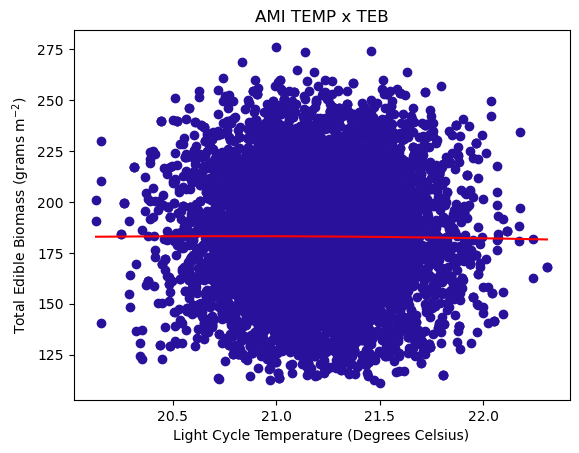 AMI TEMP x TEB
Total Edible Biomass (grams m⁻²)
275
250
225
200
175
150
125
20.5 21.0 21.5 22.0
Light Cycle Temperature (Degrees Celsius)